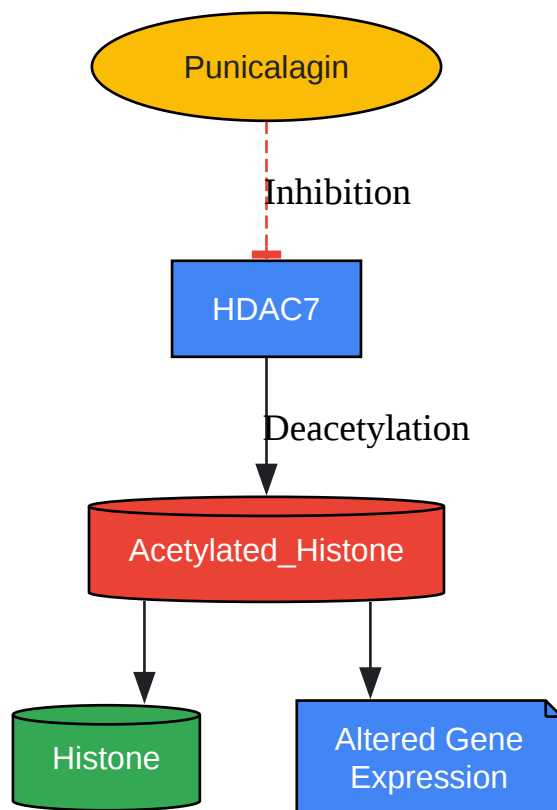 Punicalagin
Inhibition
HDAC7
Deacetylation
Acetylated_Histone
Histone
Altered Gene
Expression